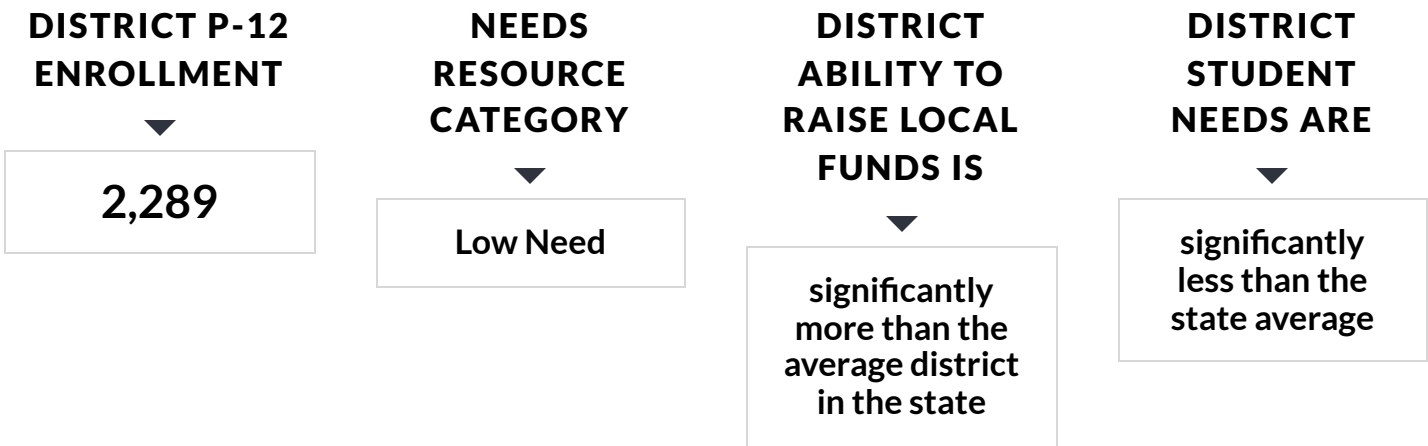 DISTRICT P-12
ENROLLMENT
2,289
NEEDS
RESOURCE
CATEGORY
Low Need
DISTRICT
ABILITY TO
RAISE LOCAL
FUNDS IS
significantly
more than the
average district
in the state
DISTRICT
STUDENT
NEEDS ARE
significantly
less than the
state average